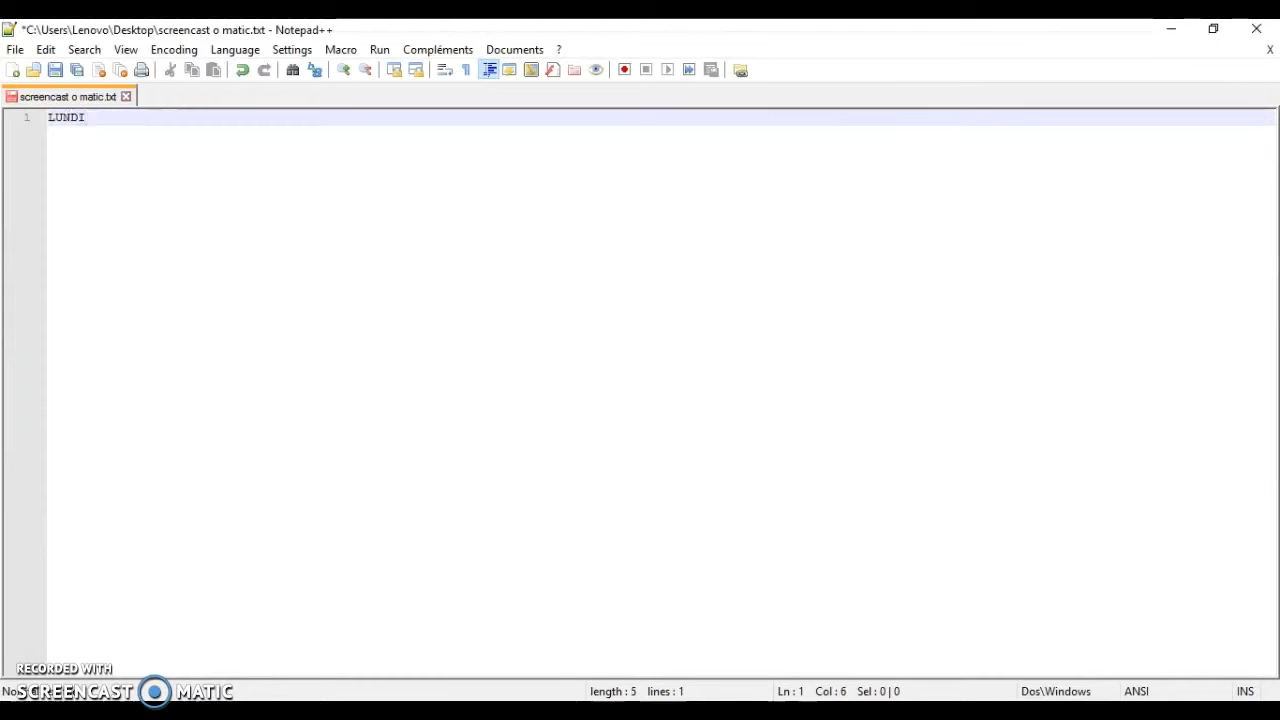 *C:\Users\Lenovo\Desktop\screencast o matic.txt - Notepad++
File Edit Search View Encoding Language Settings Macro Run Compléments Documents ? X
screencast o matic.txt
1 LUNDI
RECORDED WITH
SCREENCAST MATIC
length : 5 lines : 1 Ln : 1 Col : 6 Sel : 0 | 0 Dos\Windows ANSI INS